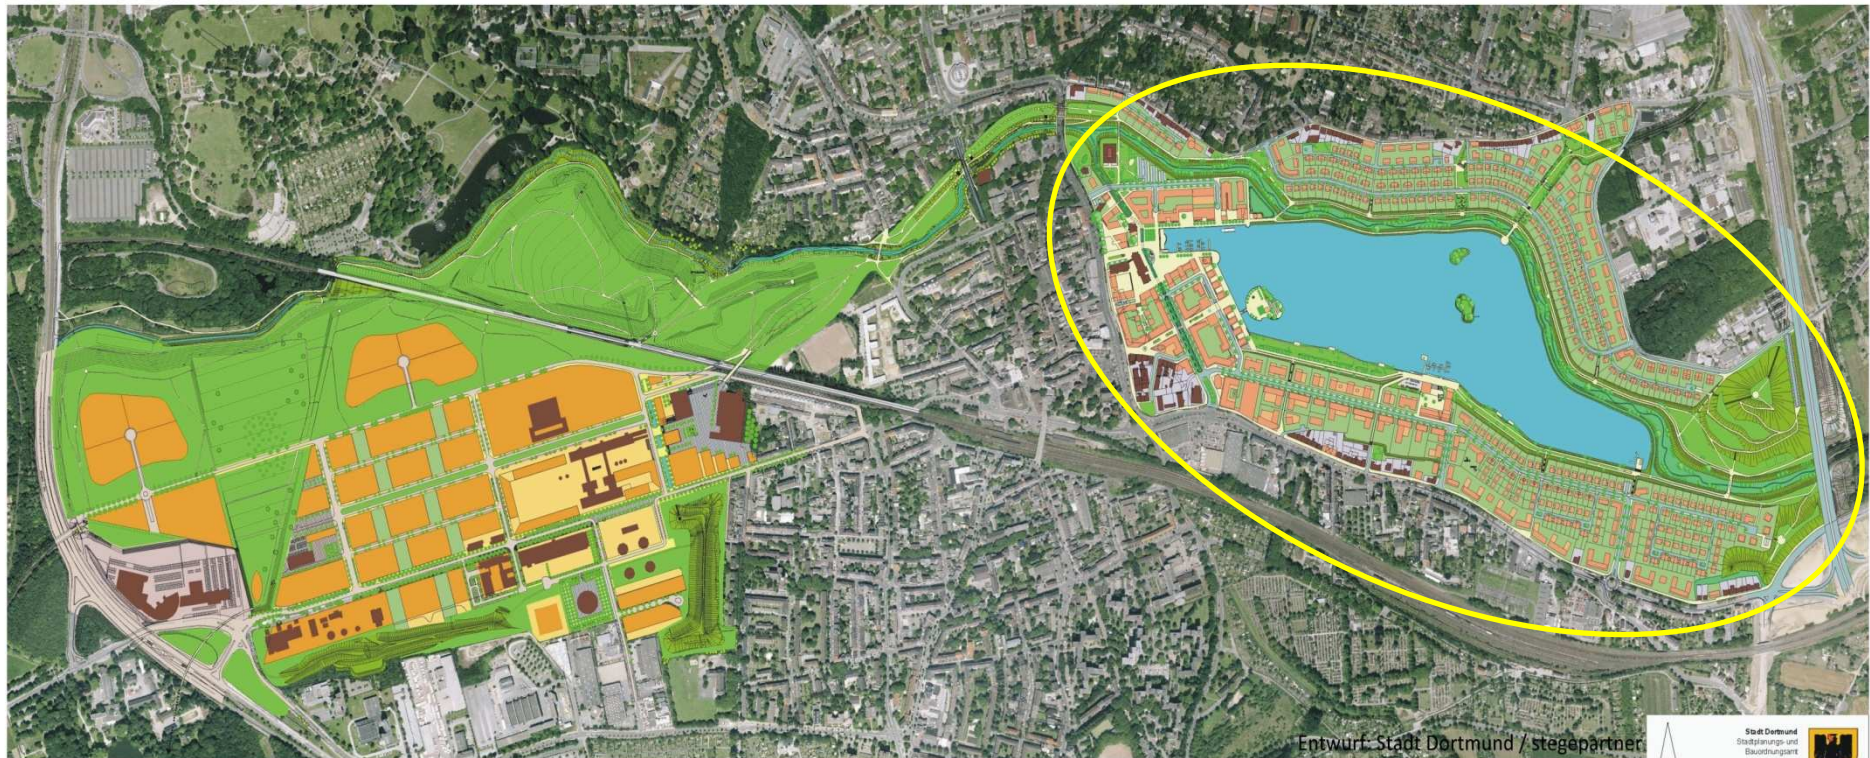 Entwurf: Stadt Dortmund / stegepartner
Stadt Dortmund
Stadtplanungs- und
Bauordnungsamt